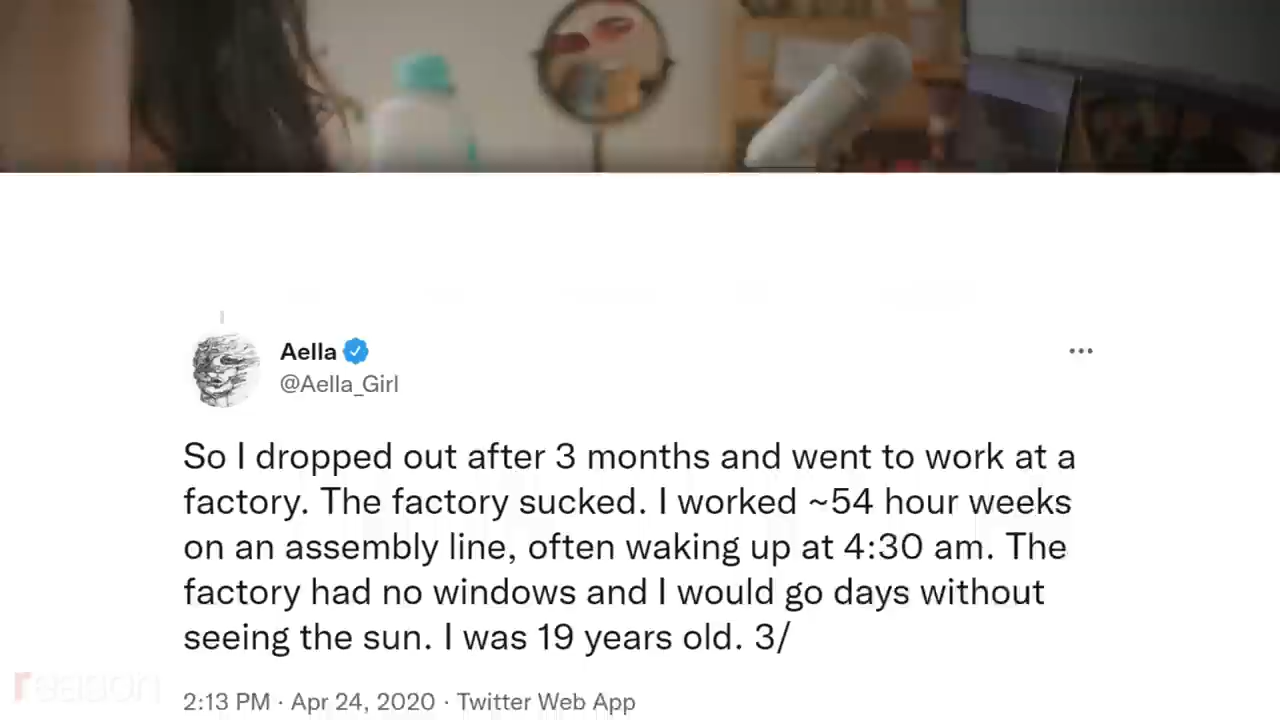 Aella
@Aella_Girl
So I dropped out after 3 months and went to work at a
factory. The factory sucked. I worked ~54 hour weeks
on an assembly line, often waking up at 4:30 am. The
factory had no windows and I would go days without
seeing the sun. I was 19 years old. 3/
reason
2:13 PM · Apr 24, 2020 · Twitter Web App